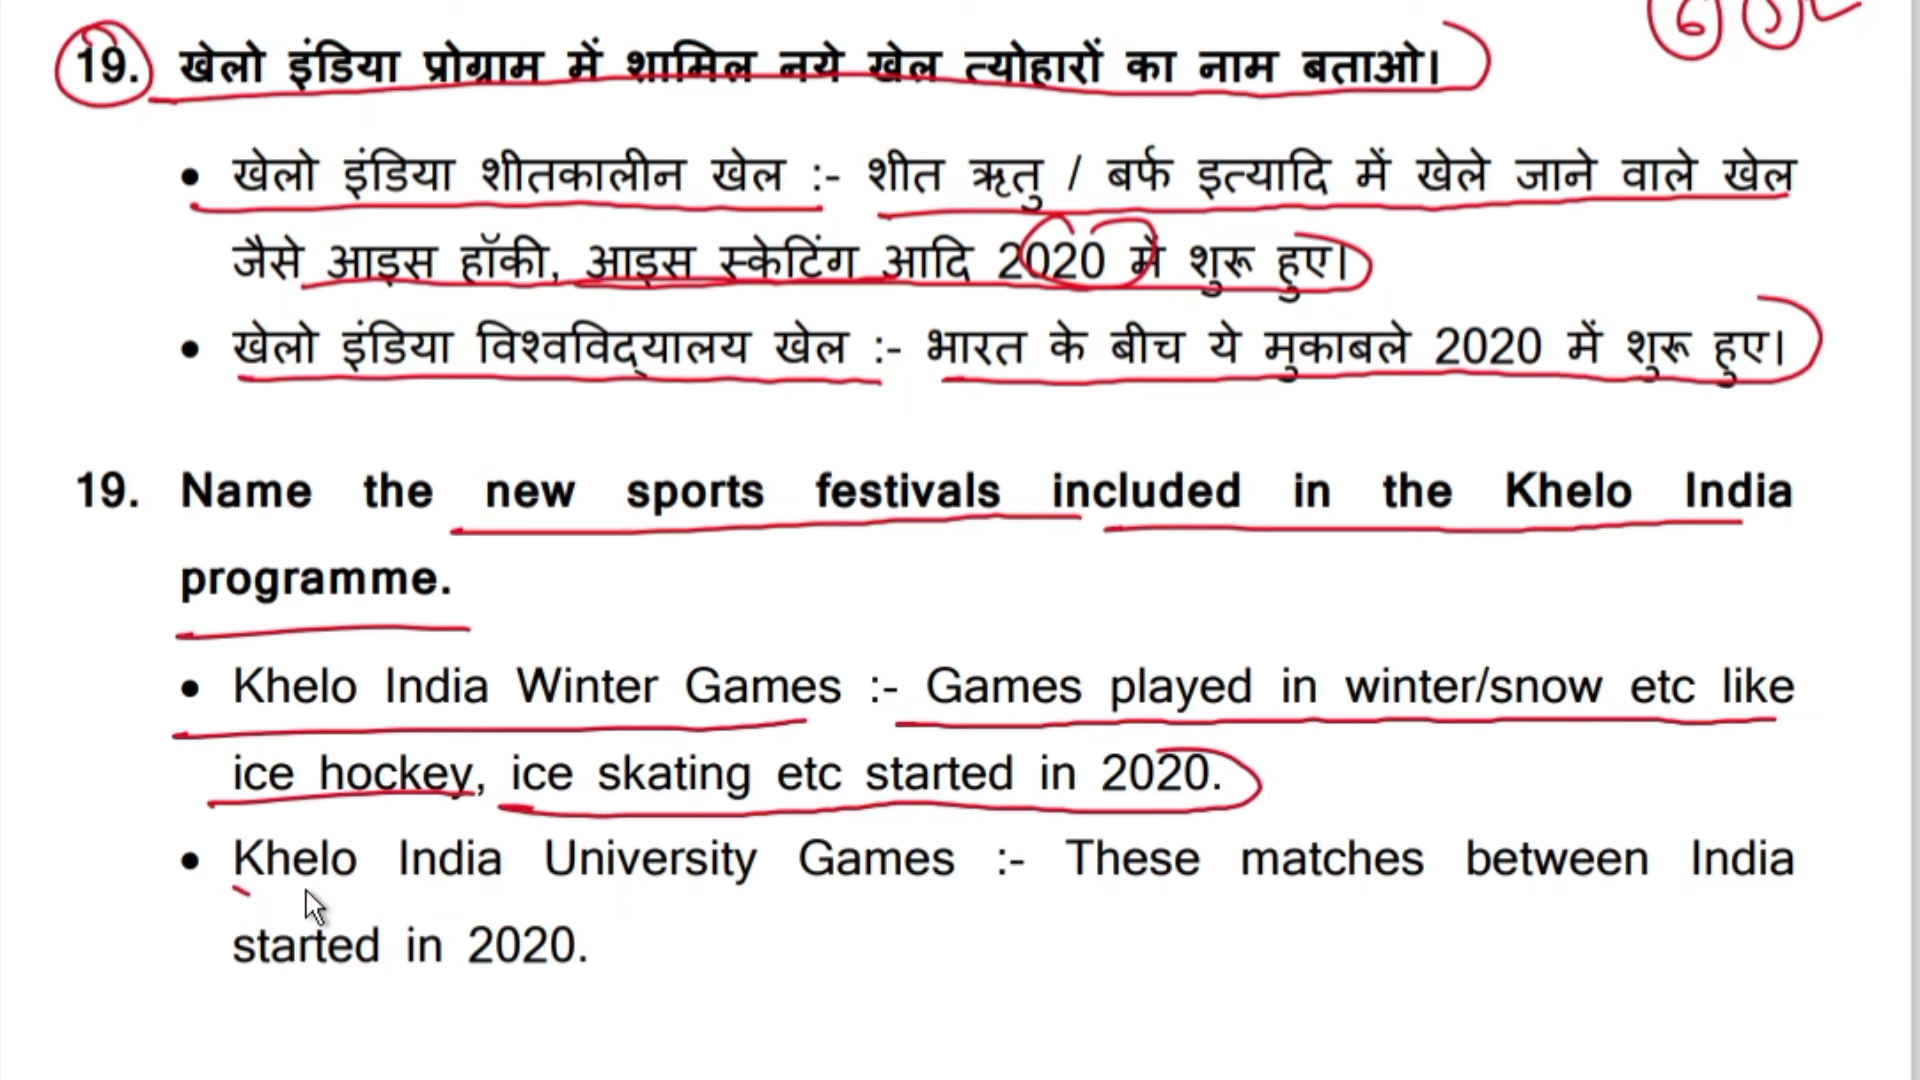 19. खेलो इंडिया प्रोग्राम में शामिल नये खेल त्योहारों का नाम बताओ।
• खेलो इंडिया शीतकालीन खेल :- शीत ऋतु / बर्फ इत्यादि में खेले जाने वाले खेल
जैसे आइस हॉकी, आइस स्केटिंग आदि 2020 में शुरू हुए।
• खेलो इंडिया विश्वविद्यालय खेल :- भारत के बीच ये मुकाबले 2020 में शुरू हुए।
19. Name the new sports festivals included in the Khelo India
programme.
• Khelo India Winter Games :- Games played in winter/snow etc like
ice hockey, ice skating etc started in 2020.
• Khelo India University Games :- These matches between India
started in 2020.